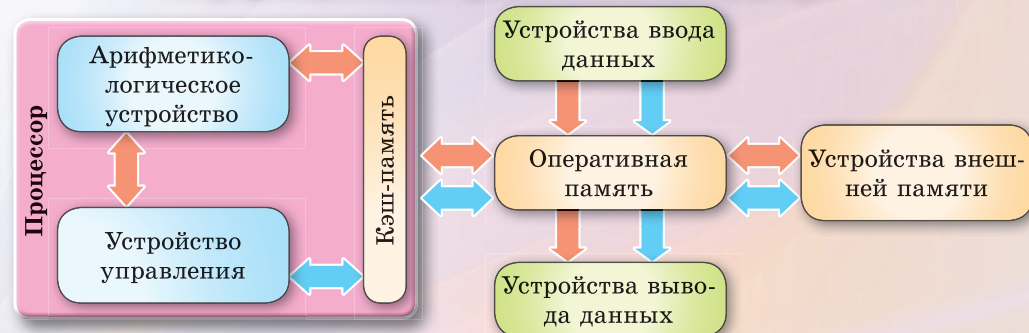 Процессор
Арифметико-
логическое
устройство
Устройство
управления
Кэш-память
Устройства ввода
данных
Оперативная
память
Устройства выво-
да данных
Устройства внеш-
ней памяти